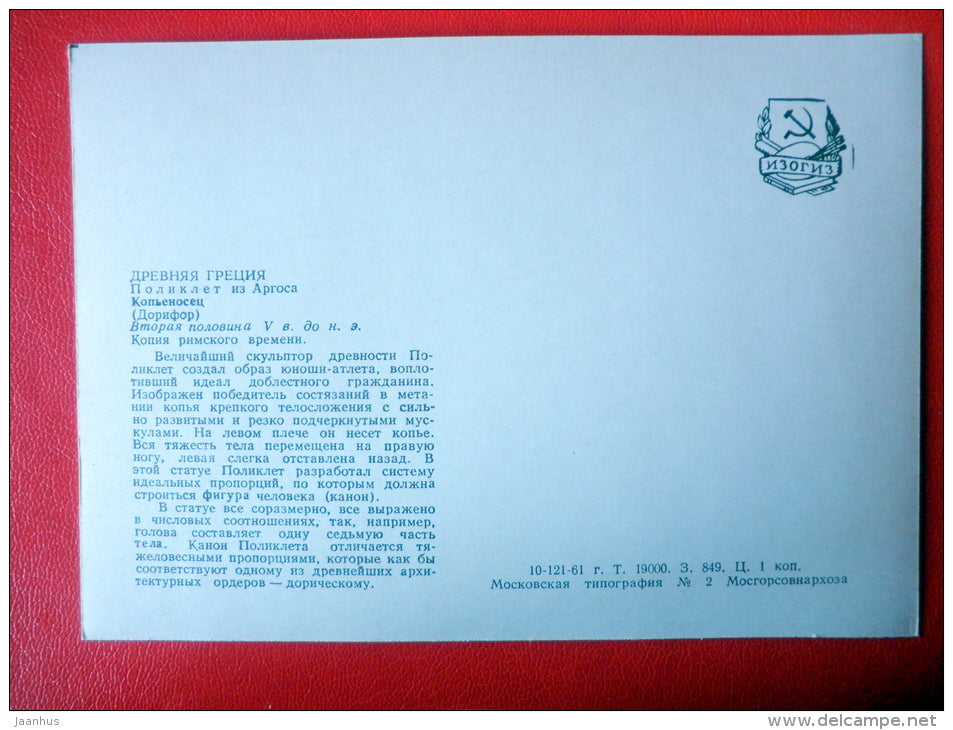 ИЗОГИЗ
ДРЕВНЯЯ ГРЕЦИЯ
Поликлет из Аргоса
Копьеносец
(Дорифор)
Вторая половина V в. до н. э.
Копия римского времени.
Величайший скульптор древности По-
ликлет создал образ юноши-атлета, вопло-
тивший идеал доблестного гражданина.
Изображен победитель состязаний в мета-
нии копья крепкого телосложения с силь-
но развитыми и резко подчеркнутыми мус-
кулами. На левом плече он несет копье.
Вся тяжесть тела перемещена на правую
ногу, левая слегка отставлена назад. В
этой статуе Поликлет разработал систему
идеальных пропорций, по которым должна
строиться фигура человека (канон).
В статуе все соразмерно, все выражено
в числовых соотношениях, так, например,
голова составляет одну седьмую часть
тела. Канон Поликлета отличается тя-
желовесными пропорциями, которые как бы
соответствуют одному из древнейших архи-
тектурных ордеров — дорическому.
10-121-61 г. Т. 19000. З. 849. Ц. 1 коп.
Московская типография № 2 Мосгорсовнархоза
jaanhus
delcampe.net